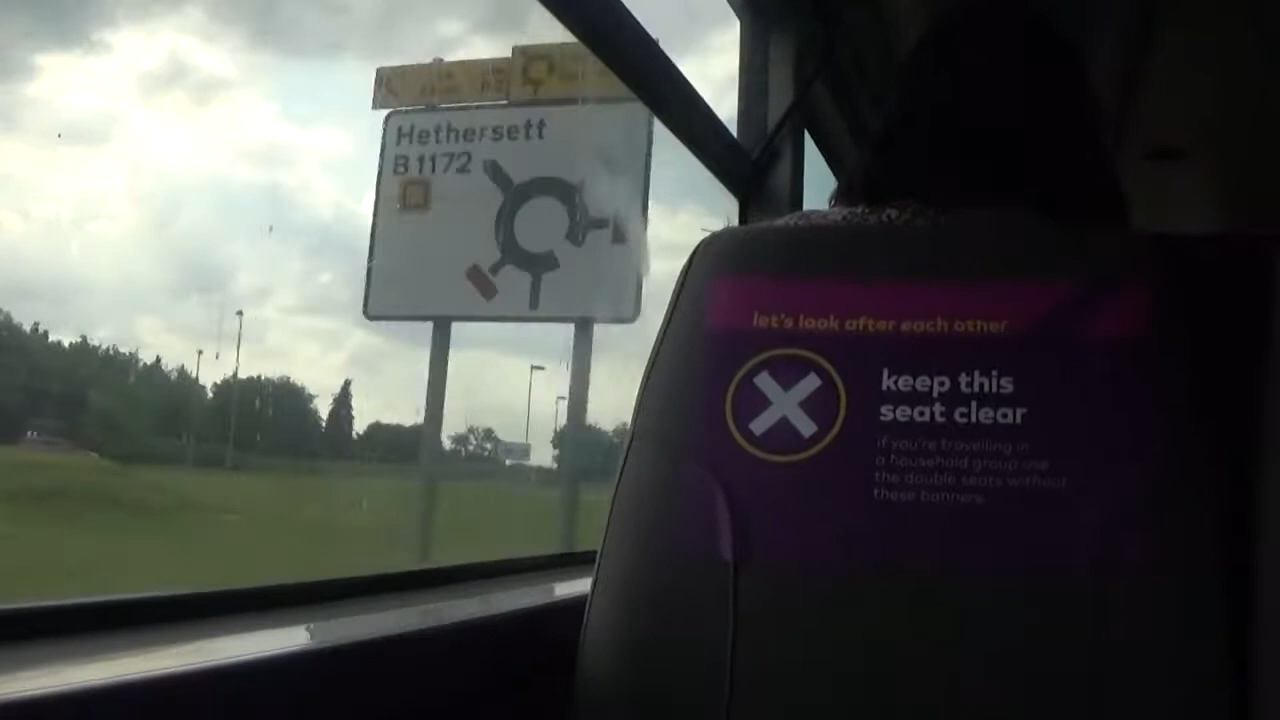 Hethersett
B 1172
let's look after each other
keep this
seat clear
if you're travelling in
a household group use
the double seats without
these banners